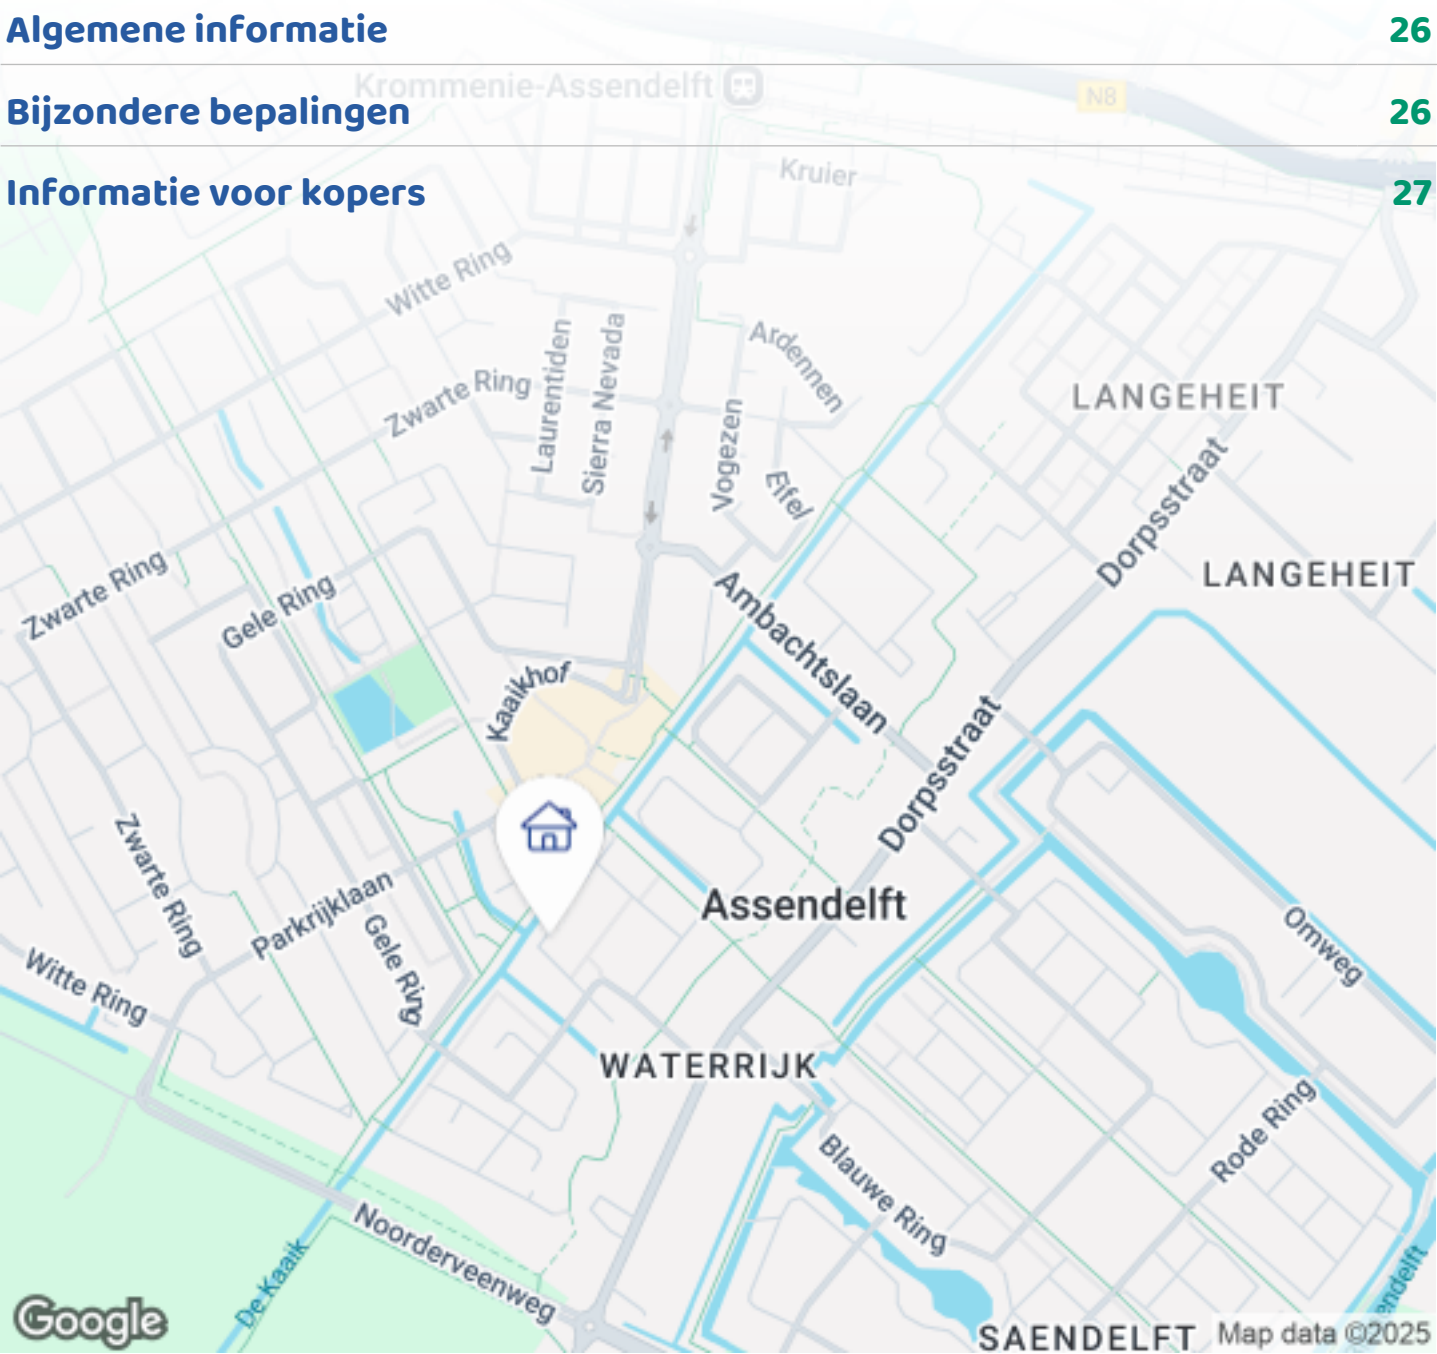 Algemene informatie 26
Krommenie-Assendelft
N8
Bijzondere bepalingen 26
Kruier
Informatie voor kopers 27
Witte Ring
Laurentiden
Sierra Nevada
Ardennen
Zwarte Ring
Vogezen
LANGEHEIT
Eifel
Dorpsstraat
Zwarte Ring
LANGEHEIT
Gele Ring
Ambachtslaan
Kaaikhof
Dorpsstraat
Zwarte Ring
Parkrijklaan
Assendelft
Gele Ring
Omweg
Witte Ring
WATERRIJK
Rode Ring
Blauwe Ring
Noorderveenweg
De Kaaik
endelft
Google
SAENDELFT
Map data ©2025